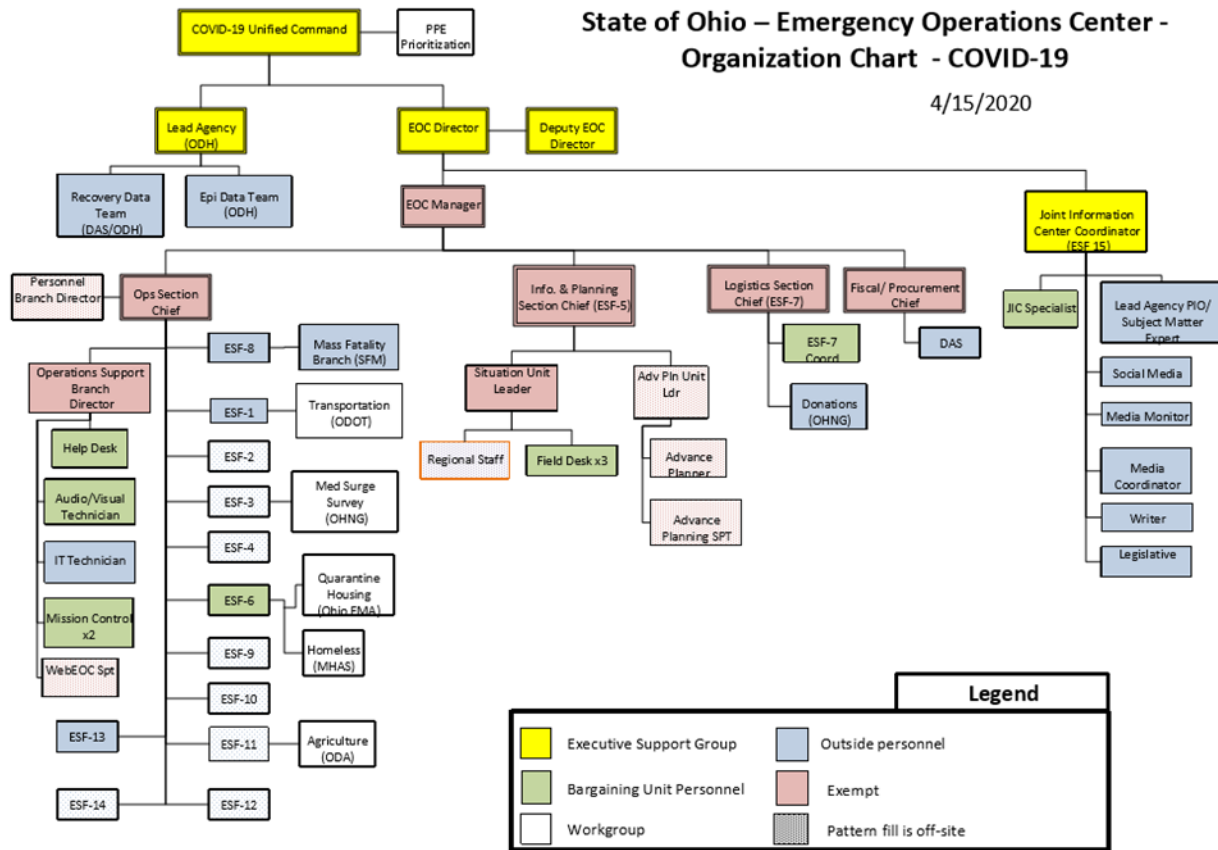 State of Ohio – Emergency Operations Center -
Organization Chart - COVID-19
4/15/2020
COVID-19 Unified Command
PPE
Prioritization
Lead Agency
(ODH)
EOC Director
Deputy EOC
Director
Recovery Data
Team
(DAS/ODH)
Epi Data Team
(ODH)
EOC Manager
Joint Information
Center Coordinator
(ESF 15)
Personnel
Branch Director
Ops Section
Chief
Info. & Planning
Section Chief (ESF-5)
Logistics Section
Chief (ESF-7)
Fiscal/ Procurement
Chief
JIC Specialist
Lead Agency PIO/
Subject Matter
Expert
ESF-8
Mass Fatality
Branch (SFM)
ESF-7
Coord
DAS
Operations Support
Branch
Director
Situation Unit
Leader
Adv Pln Unit
Ldr
Social Media
ESF-1
Transportation
(ODOT)
Donations
(OHNG)
Media Monitor
Help Desk
ESF-2
Regional Staff
Field Desk x3
Advance
Planner
Media
Coordinator
Audio/Visual
Technician
ESF-3
Med Surge
Survey
(OHNG)
Advance
Planning SPT
Writer
IT Technician
ESF-4
Legislative
Mission Control
x2
ESF-6
Quarantine
Housing
(Ohio EMA)
Homeless
(MHAS)
WebEOC Spt
ESF-9
ESF-10
ESF-13
ESF-11
Agriculture
(ODA)
ESF-14
ESF-12
Legend
Executive Support Group
Outside personnel
Bargaining Unit Personnel
Exempt
Workgroup
Pattern fill is off-site